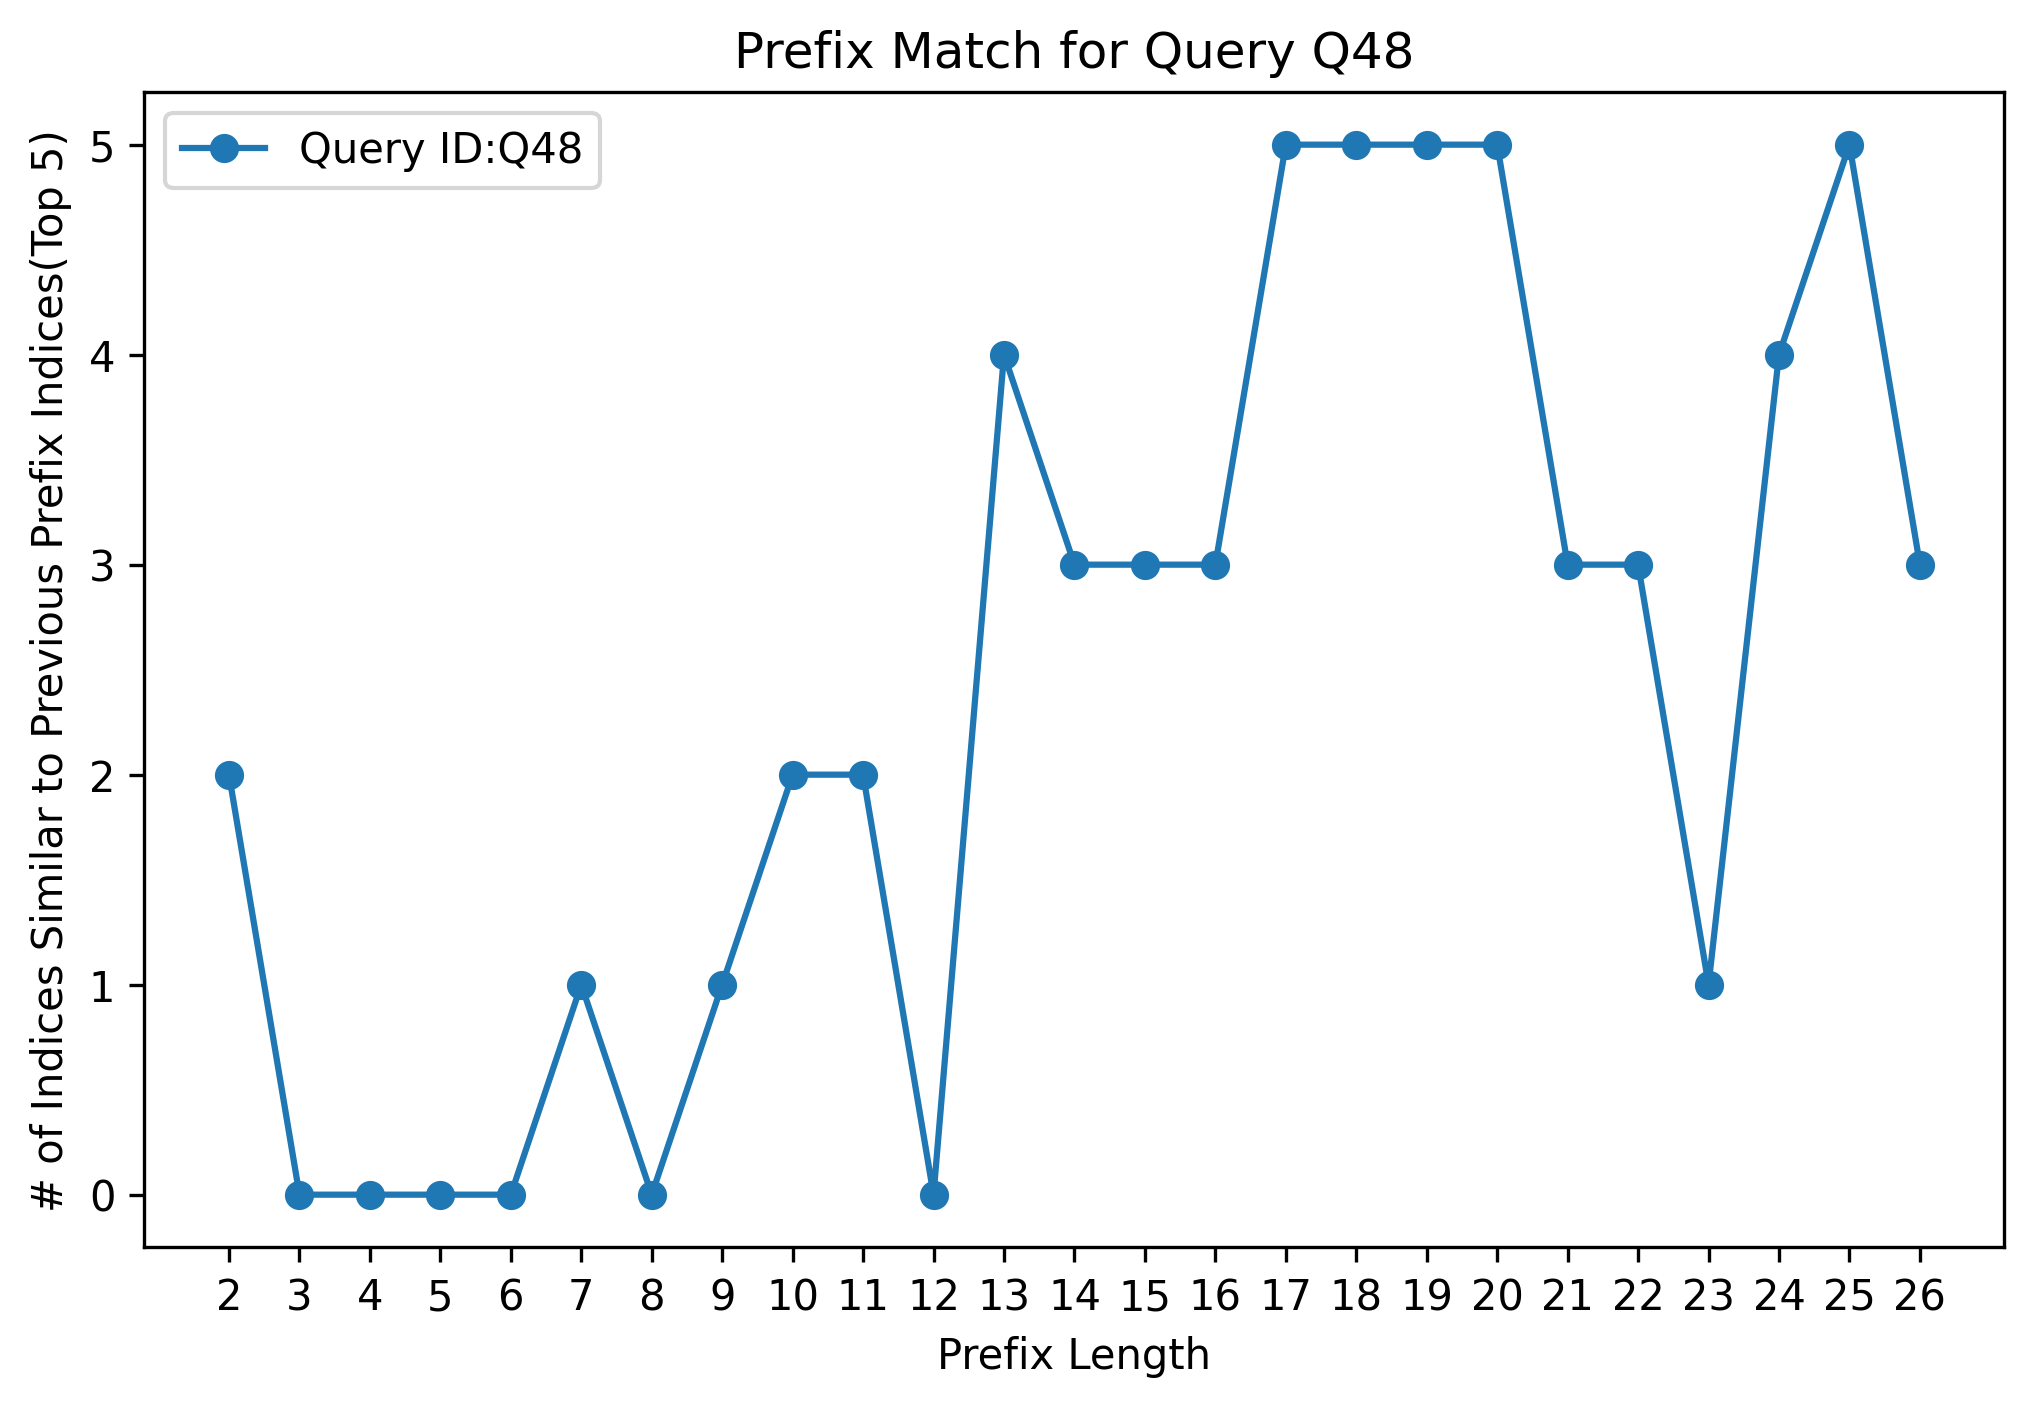 Prefix Match for Query Q48
Query ID:Q48
# of Indices Similar to Previous Prefix Indices(Top 5)
5
4
3
2
1
0
2 3 4 5 6 7 8 9 10 11 12 13 14 15 16 17 18 19 20 21 22 23 24 25 26
Prefix Length